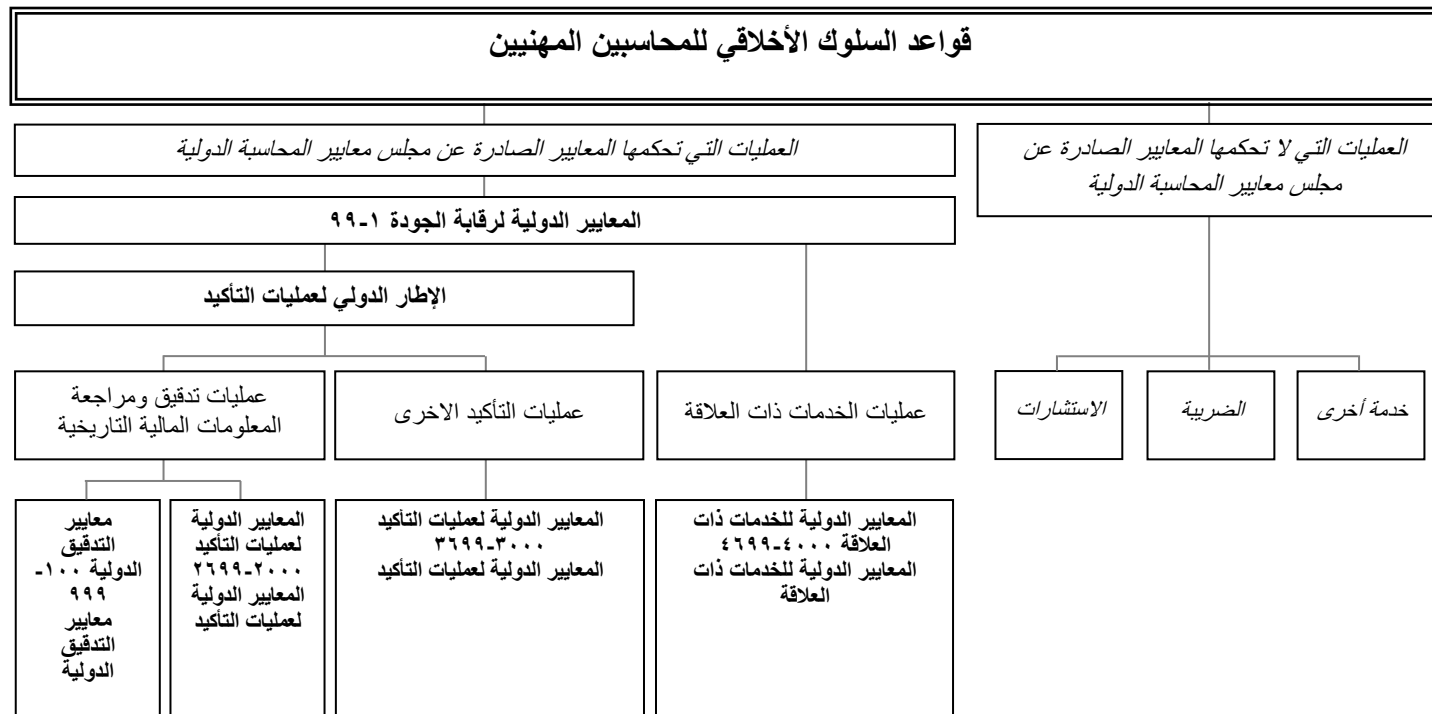 قواعد السلوك الأخلاقي للمحاسبين المهنيين
العمليات التي تحكمها المعايير الصادرة عن مجلس معايير المحاسبة الدولية
العمليات التي لا تحكمها المعايير الصادرة عن
مجلس معايير المحاسبة الدولية
المعايير الدولية لرقابة الجودة ١-٩٩
الإطار الدولي لعمليات التأكيد
عمليات تدقيق ومراجعة
المعلومات المالية التاريخية
عمليات التأكيد الاخرى
عمليات الخدمات ذات العلاقة
الاستشارات
الضريبة
خدمة أخرى
معايير
التدقيق
الدولية ١٠٠-
٩٩٩
معايير
التدقيق
الدولية
المعايير الدولية
لعمليات التأكيد
٢٠٠٠-٢٦٩٩
المعايير الدولية
لعمليات التأكيد
المعايير الدولية لعمليات التأكيد
٣٠٠٠-٣٦٩٩
المعايير الدولية لعمليات التأكيد
المعايير الدولية للخدمات ذات
العلاقة ٤٠٠٠-٤٦٩٩
المعايير الدولية للخدمات ذات
العلاقة